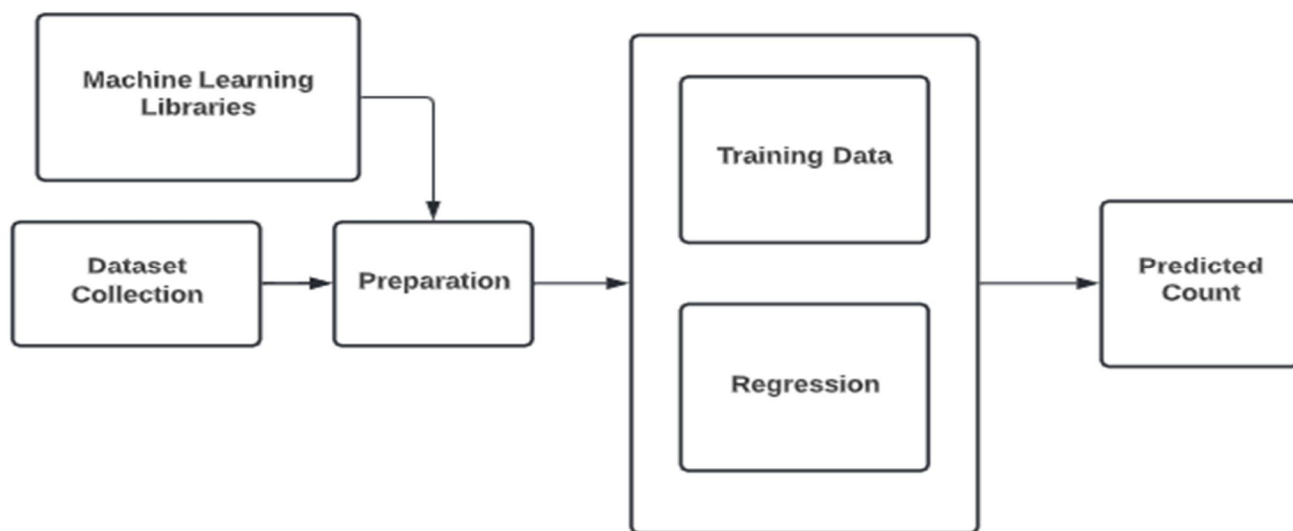 Machine Learning
Libraries
Dataset
Collection
Preparation
Training Data
Regression
Predicted
Count